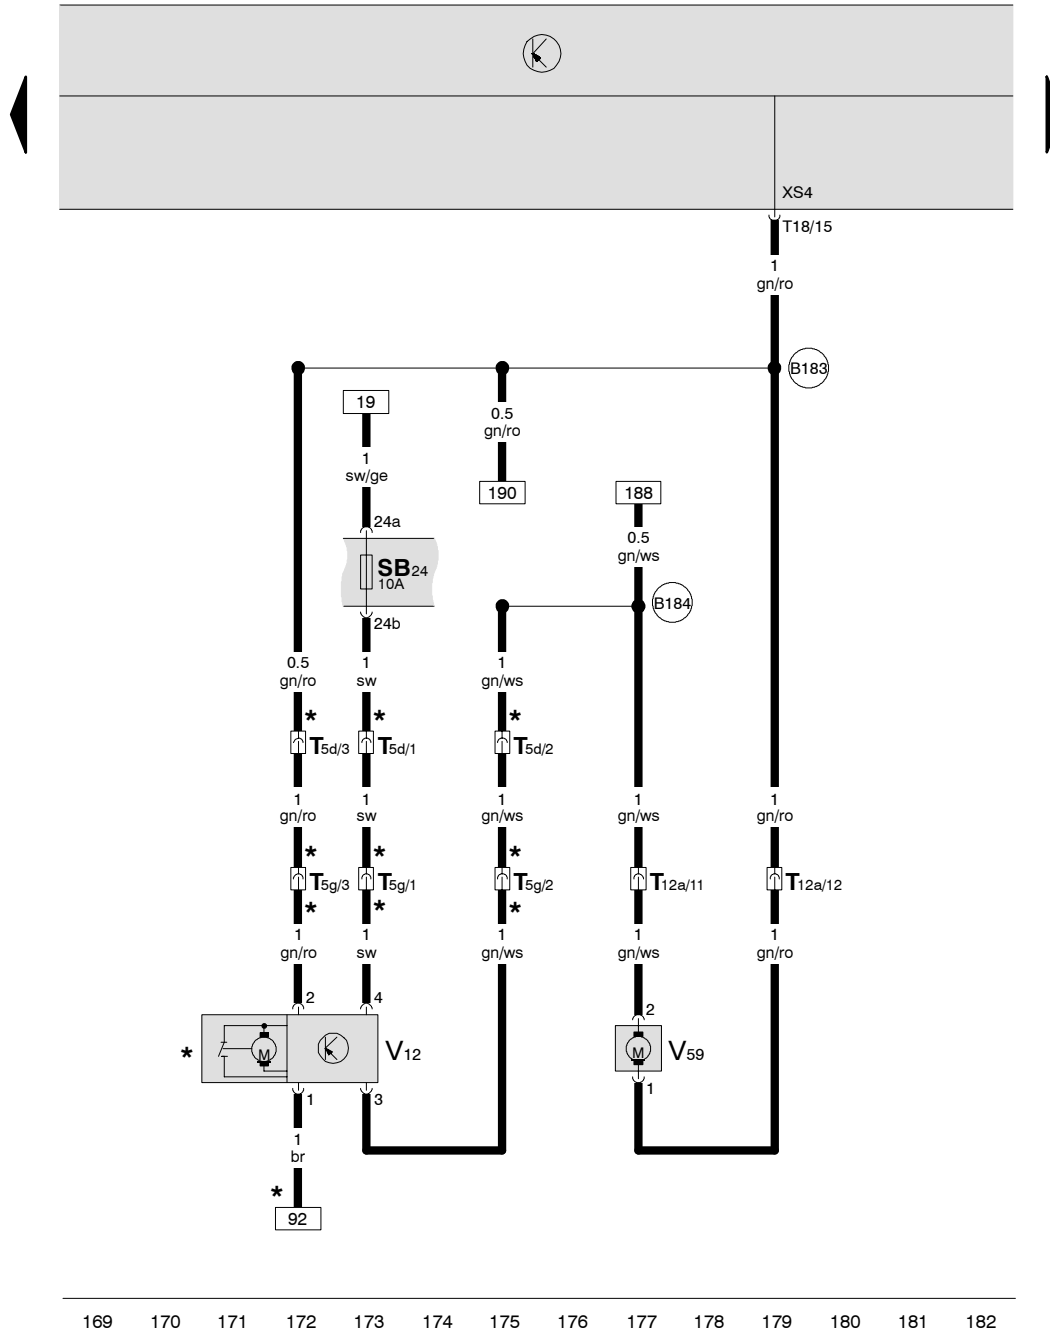 XS4
T18/15
1
gn/ro
B183
19
0.5
gn/ro
1
sw/ge
190
188
24a
0.5
gn/ws
SB24
10A
B184
24b
0.5
gn/ro
1
sw
1
gn/ws
* * *
T5d/3
T5d/1
T5d/2
1
gn/ro
1
sw
1
gn/ws
1
gn/ws
1
gn/ro
* * *
T5g/3
T5g/1
T5g/2
T12a/11
T12a/12
* * *
1
gn/ro
1
sw
1
gn/ws
1
gn/ws
1
gn/ro
2
4
2
*
M
V12
M
V59
1
3
1
1
br
*
92
169 170 171 172 173 174 175 176 177 178 179 180 181 182